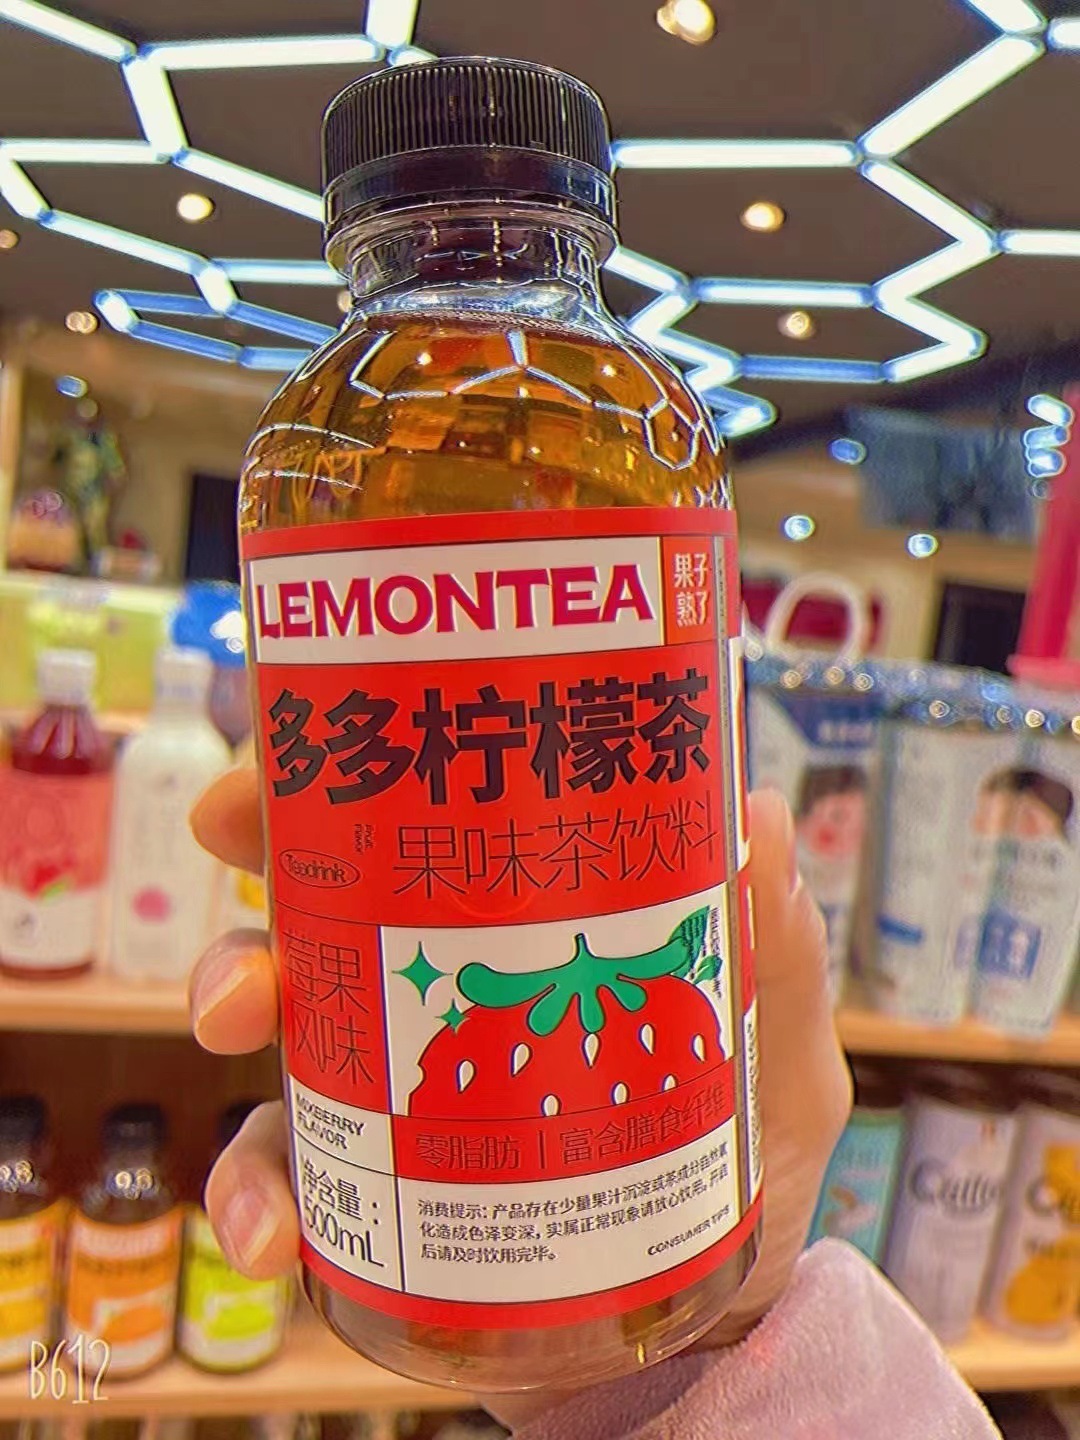 LEMONTEA
果子
熟了
多多柠檬茶
果味茶饮料
Fruit
Flavor
Teadrink
莓果
风味
MIXBERRY
FLAVOR
零脂肪 | 富含膳食纤维
净含量：
500mL
消费提示: 产品存在少量果汁沉淀或茶成分自然氧
化造成色泽变深，实属正常现象请放心饮用。开启
后请及时饮用完毕。
CONSUMER TIPS
B612